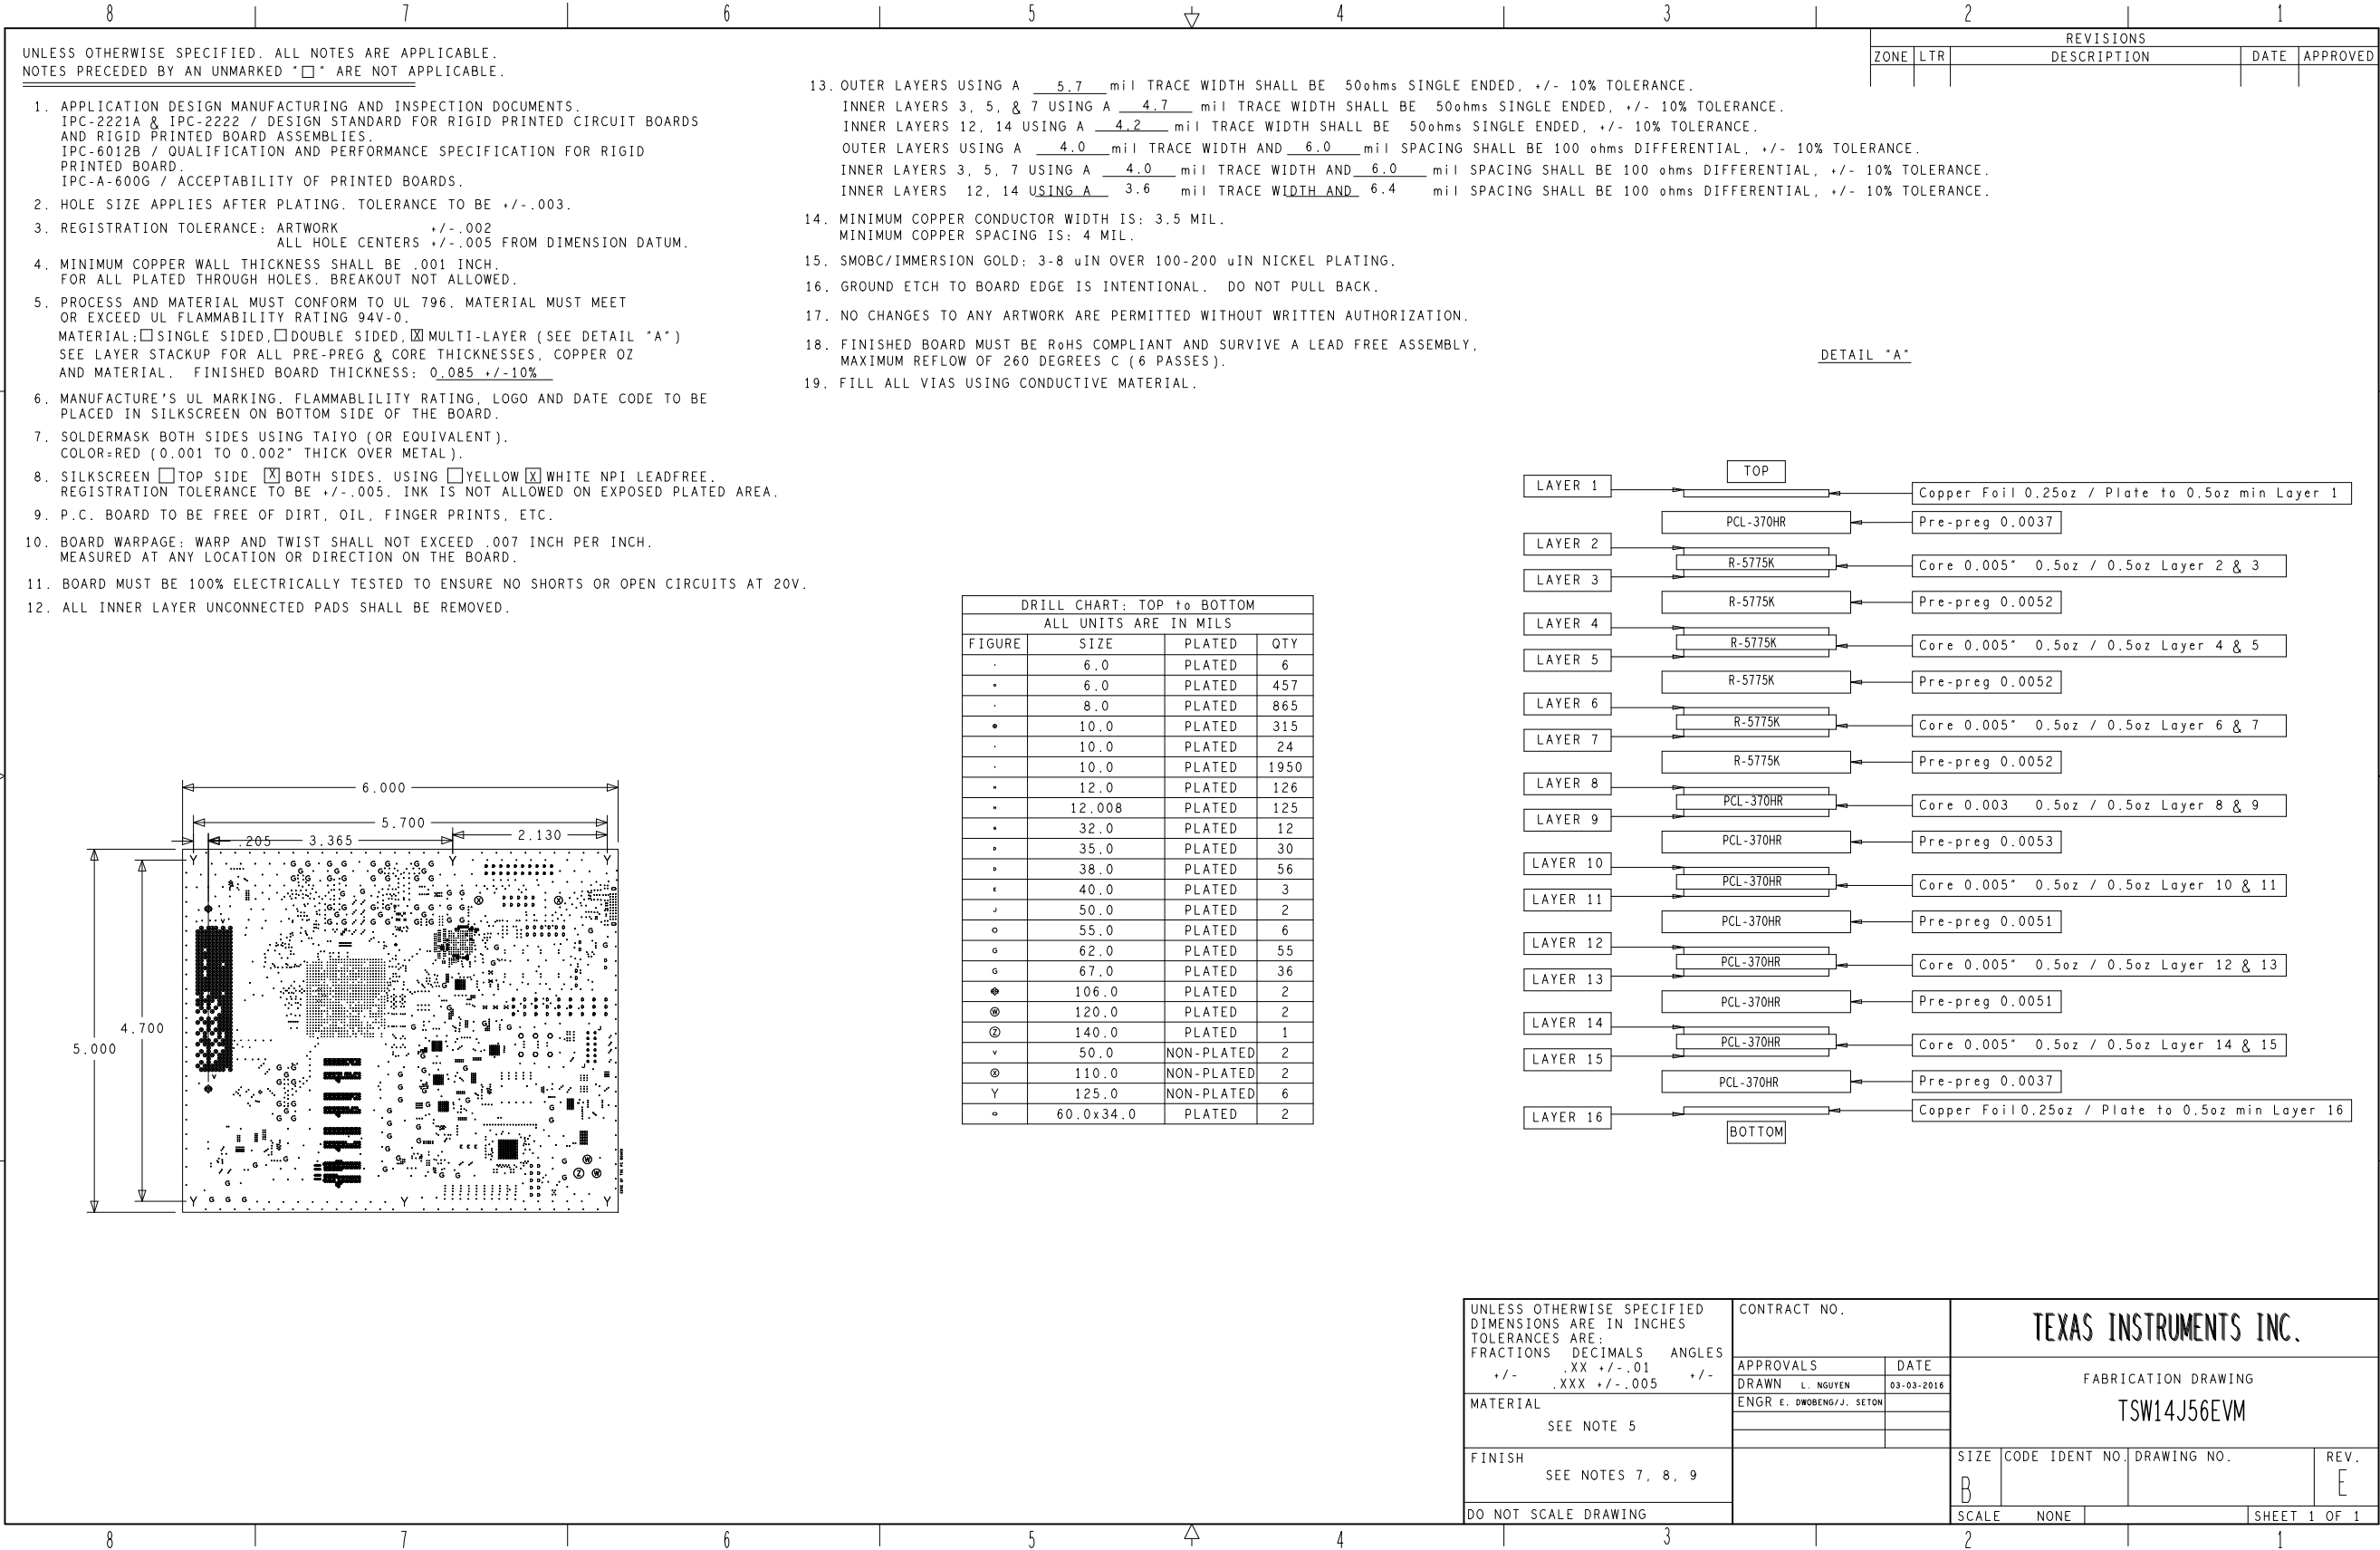 8 7 6 5 4 3 2 1
UNLESS OTHERWISE SPECIFIED. ALL NOTES ARE APPLICABLE.
NOTES PRECEDED BY AN UNMARKED "☐" ARE NOT APPLICABLE.
1. APPLICATION DESIGN MANUFACTURING AND INSPECTION DOCUMENTS.
IPC-2221A & IPC-2222 / DESIGN STANDARD FOR RIGID PRINTED CIRCUIT BOARDS
AND RIGID PRINTED BOARD ASSEMBLIES.
IPC-6012B / QUALIFICATION AND PERFORMANCE SPECIFICATION FOR RIGID
PRINTED BOARD.
IPC-A-600G / ACCEPTABILITY OF PRINTED BOARDS.
2. HOLE SIZE APPLIES AFTER PLATING. TOLERANCE TO BE +/-.003.
3. REGISTRATION TOLERANCE: ARTWORK +/-.002
ALL HOLE CENTERS +/-.005 FROM DIMENSION DATUM.
4. MINIMUM COPPER WALL THICKNESS SHALL BE .001 INCH.
FOR ALL PLATED THROUGH HOLES. BREAKOUT NOT ALLOWED.
5. PROCESS AND MATERIAL MUST CONFORM TO UL 796. MATERIAL MUST MEET
OR EXCEED UL FLAMMABILITY RATING 94V-0.
MATERIAL: ☐ SINGLE SIDED, ☐ DOUBLE SIDED, ☒ MULTI-LAYER (SEE DETAIL "A")
SEE LAYER STACKUP FOR ALL PRE-PREG & CORE THICKNESSES, COPPER OZ
AND MATERIAL. FINISHED BOARD THICKNESS: 0.085 +/-10%
6. MANUFACTURE'S UL MARKING. FLAMMABLILITY RATING, LOGO AND DATE CODE TO BE
PLACED IN SILKSCREEN ON BOTTOM SIDE OF THE BOARD.
7. SOLDERMASK BOTH SIDES USING TAIYO (OR EQUIVALENT).
COLOR=RED (0.001 TO 0.002" THICK OVER METAL).
8. SILKSCREEN ☐ TOP SIDE ☒ BOTH SIDES. USING ☐ YELLOW ☒ WHITE NPI LEADFREE.
REGISTRATION TOLERANCE TO BE +/-.005. INK IS NOT ALLOWED ON EXPOSED PLATED AREA.
9. P.C. BOARD TO BE FREE OF DIRT, OIL, FINGER PRINTS, ETC.
10. BOARD WARPAGE: WARP AND TWIST SHALL NOT EXCEED .007 INCH PER INCH.
MEASURED AT ANY LOCATION OR DIRECTION ON THE BOARD.
11. BOARD MUST BE 100% ELECTRICALLY TESTED TO ENSURE NO SHORTS OR OPEN CIRCUITS AT 20V.
12. ALL INNER LAYER UNCONNECTED PADS SHALL BE REMOVED.
13. OUTER LAYERS USING A 5.7 mil TRACE WIDTH SHALL BE 50ohms SINGLE ENDED, +/- 10% TOLERANCE.
INNER LAYERS 3, 5, & 7 USING A 4.7 mil TRACE WIDTH SHALL BE 50ohms SINGLE ENDED, +/- 10% TOLERANCE.
INNER LAYERS 12, 14 USING A 4.2 mil TRACE WIDTH SHALL BE 50ohms SINGLE ENDED, +/- 10% TOLERANCE.
OUTER LAYERS USING A 4.0 mil TRACE WIDTH AND 6.0 mil SPACING SHALL BE 100 ohms DIFFERENTIAL, +/- 10% TOLERANCE.
INNER LAYERS 3, 5, 7 USING A 4.0 mil TRACE WIDTH AND 6.0 mil SPACING SHALL BE 100 ohms DIFFERENTIAL, +/- 10% TOLERANCE.
INNER LAYERS 12, 14 USING A 3.6 mil TRACE WIDTH AND 6.4 mil SPACING SHALL BE 100 ohms DIFFERENTIAL, +/- 10% TOLERANCE.
14. MINIMUM COPPER CONDUCTOR WIDTH IS: 3.5 MIL.
MINIMUM COPPER SPACING IS: 4 MIL.
15. SMOBC/IMMERSION GOLD: 3-8 uIN OVER 100-200 uIN NICKEL PLATING.
16. GROUND ETCH TO BOARD EDGE IS INTENTIONAL. DO NOT PULL BACK.
17. NO CHANGES TO ANY ARTWORK ARE PERMITTED WITHOUT WRITTEN AUTHORIZATION.
18. FINISHED BOARD MUST BE RoHS COMPLIANT AND SURVIVE A LEAD FREE ASSEMBLY,
MAXIMUM REFLOW OF 260 DEGREES C (6 PASSES).
19. FILL ALL VIAS USING CONDUCTIVE MATERIAL.
REVISIONS
ZONE LTR DESCRIPTION DATE APPROVED
DETAIL "A"
TOP
LAYER 1 Copper Foil 0.25oz / Plate to 0.5oz min Layer 1
PCL-370HR Pre-preg 0.0037
LAYER 2
R-5775K Core 0.005" 0.5oz / 0.5oz Layer 2 & 3
LAYER 3
R-5775K Pre-preg 0.0052
LAYER 4
R-5775K Core 0.005" 0.5oz / 0.5oz Layer 4 & 5
LAYER 5
R-5775K Pre-preg 0.0052
LAYER 6
R-5775K Core 0.005" 0.5oz / 0.5oz Layer 6 & 7
LAYER 7
R-5775K Pre-preg 0.0052
LAYER 8
PCL-370HR Core 0.003 0.5oz / 0.5oz Layer 8 & 9
LAYER 9
PCL-370HR Pre-preg 0.0053
LAYER 10
PCL-370HR Core 0.005" 0.5oz / 0.5oz Layer 10 & 11
LAYER 11
PCL-370HR Pre-preg 0.0051
LAYER 12
PCL-370HR Core 0.005" 0.5oz / 0.5oz Layer 12 & 13
LAYER 13
PCL-370HR Pre-preg 0.0051
LAYER 14
PCL-370HR Core 0.005" 0.5oz / 0.5oz Layer 14 & 15
LAYER 15
PCL-370HR Pre-preg 0.0037
LAYER 16 Copper Foil 0.25oz / Plate to 0.5oz min Layer 16
BOTTOM
DRILL CHART: TOP to BOTTOM
ALL UNITS ARE IN MILS
FIGURE SIZE PLATED QTY
6.0 PLATED 6
6.0 PLATED 457
8.0 PLATED 865
10.0 PLATED 315
10.0 PLATED 24
10.0 PLATED 1950
12.0 PLATED 126
12.008 PLATED 125
32.0 PLATED 12
35.0 PLATED 30
38.0 PLATED 56
E 40.0 PLATED 3
J 50.0 PLATED 2
O 55.0 PLATED 6
G 62.0 PLATED 55
G 67.0 PLATED 36
106.0 PLATED 2
W 120.0 PLATED 2
Z 140.0 PLATED 1
V 50.0 NON-PLATED 2
X 110.0 NON-PLATED 2
Y 125.0 NON-PLATED 6
60.0x34.0 PLATED 2
6.000
5.700
.205 3.365 2.130
4.700
5.000
UNLESS OTHERWISE SPECIFIED
DIMENSIONS ARE IN INCHES
TOLERANCES ARE:
FRACTIONS DECIMALS ANGLES
+/- .XX +/-.01 +/-
.XXX +/-.005
MATERIAL
SEE NOTE 5
FINISH
SEE NOTES 7, 8, 9
DO NOT SCALE DRAWING
CONTRACT NO.
APPROVALS DATE
DRAWN L. NGUYEN 03-03-2016
ENGR E. DWOBENG/J. SETON
TEXAS INSTRUMENTS INC.
FABRICATION DRAWING
TSW14J56EVM
SIZE CODE IDENT NO. DRAWING NO. REV.
B E
SCALE NONE SHEET 1 OF 1
8 7 6 5 4 3 2 1